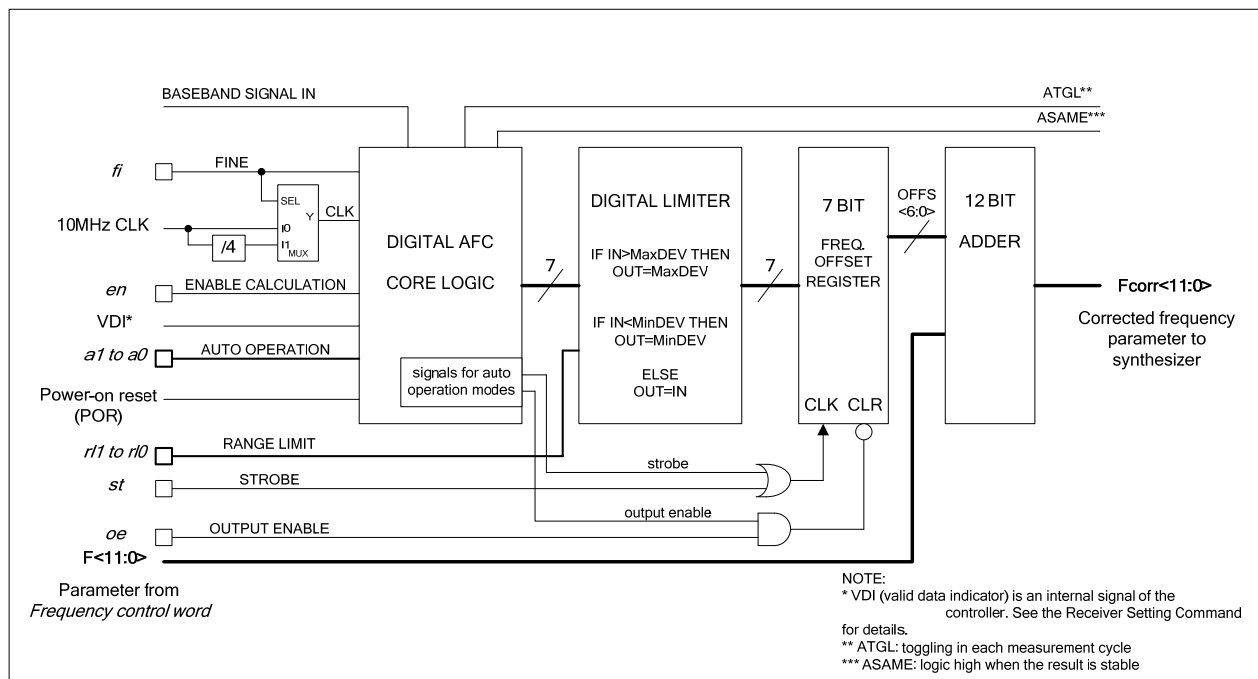 BASEBAND SIGNAL IN
ATGL**
ASAME***
fi
FINE
SEL
Y
I0
I1
MUX
CLK
10MHz CLK
/4
en
ENABLE CALCULATION
VDI*
a1 to a0
AUTO OPERATION
Power-on reset
(POR)
rl1 to rl0
RANGE LIMIT
st
STROBE
oe
OUTPUT ENABLE
F<11:0>
Parameter from
Frequency control word
DIGITAL AFC
CORE LOGIC
signals for auto
operation modes
7
DIGITAL LIMITER
IF IN>MaxDEV THEN
OUT=MaxDEV
IF IN<MinDEV THEN
OUT=MinDEV
ELSE
OUT=IN
7
7 BIT
FREQ.
OFFSET
REGISTER
CLK CLR
strobe
output enable
OFFS
<6:0>
12 BIT
ADDER
Fcorr<11:0>
Corrected frequency
parameter to
synthesizer
NOTE:
* VDI (valid data indicator) is an internal signal of the
controller. See the Receiver Setting Command
for details.
** ATGL: toggling in each measurement cycle
*** ASAME: logic high when the result is stable